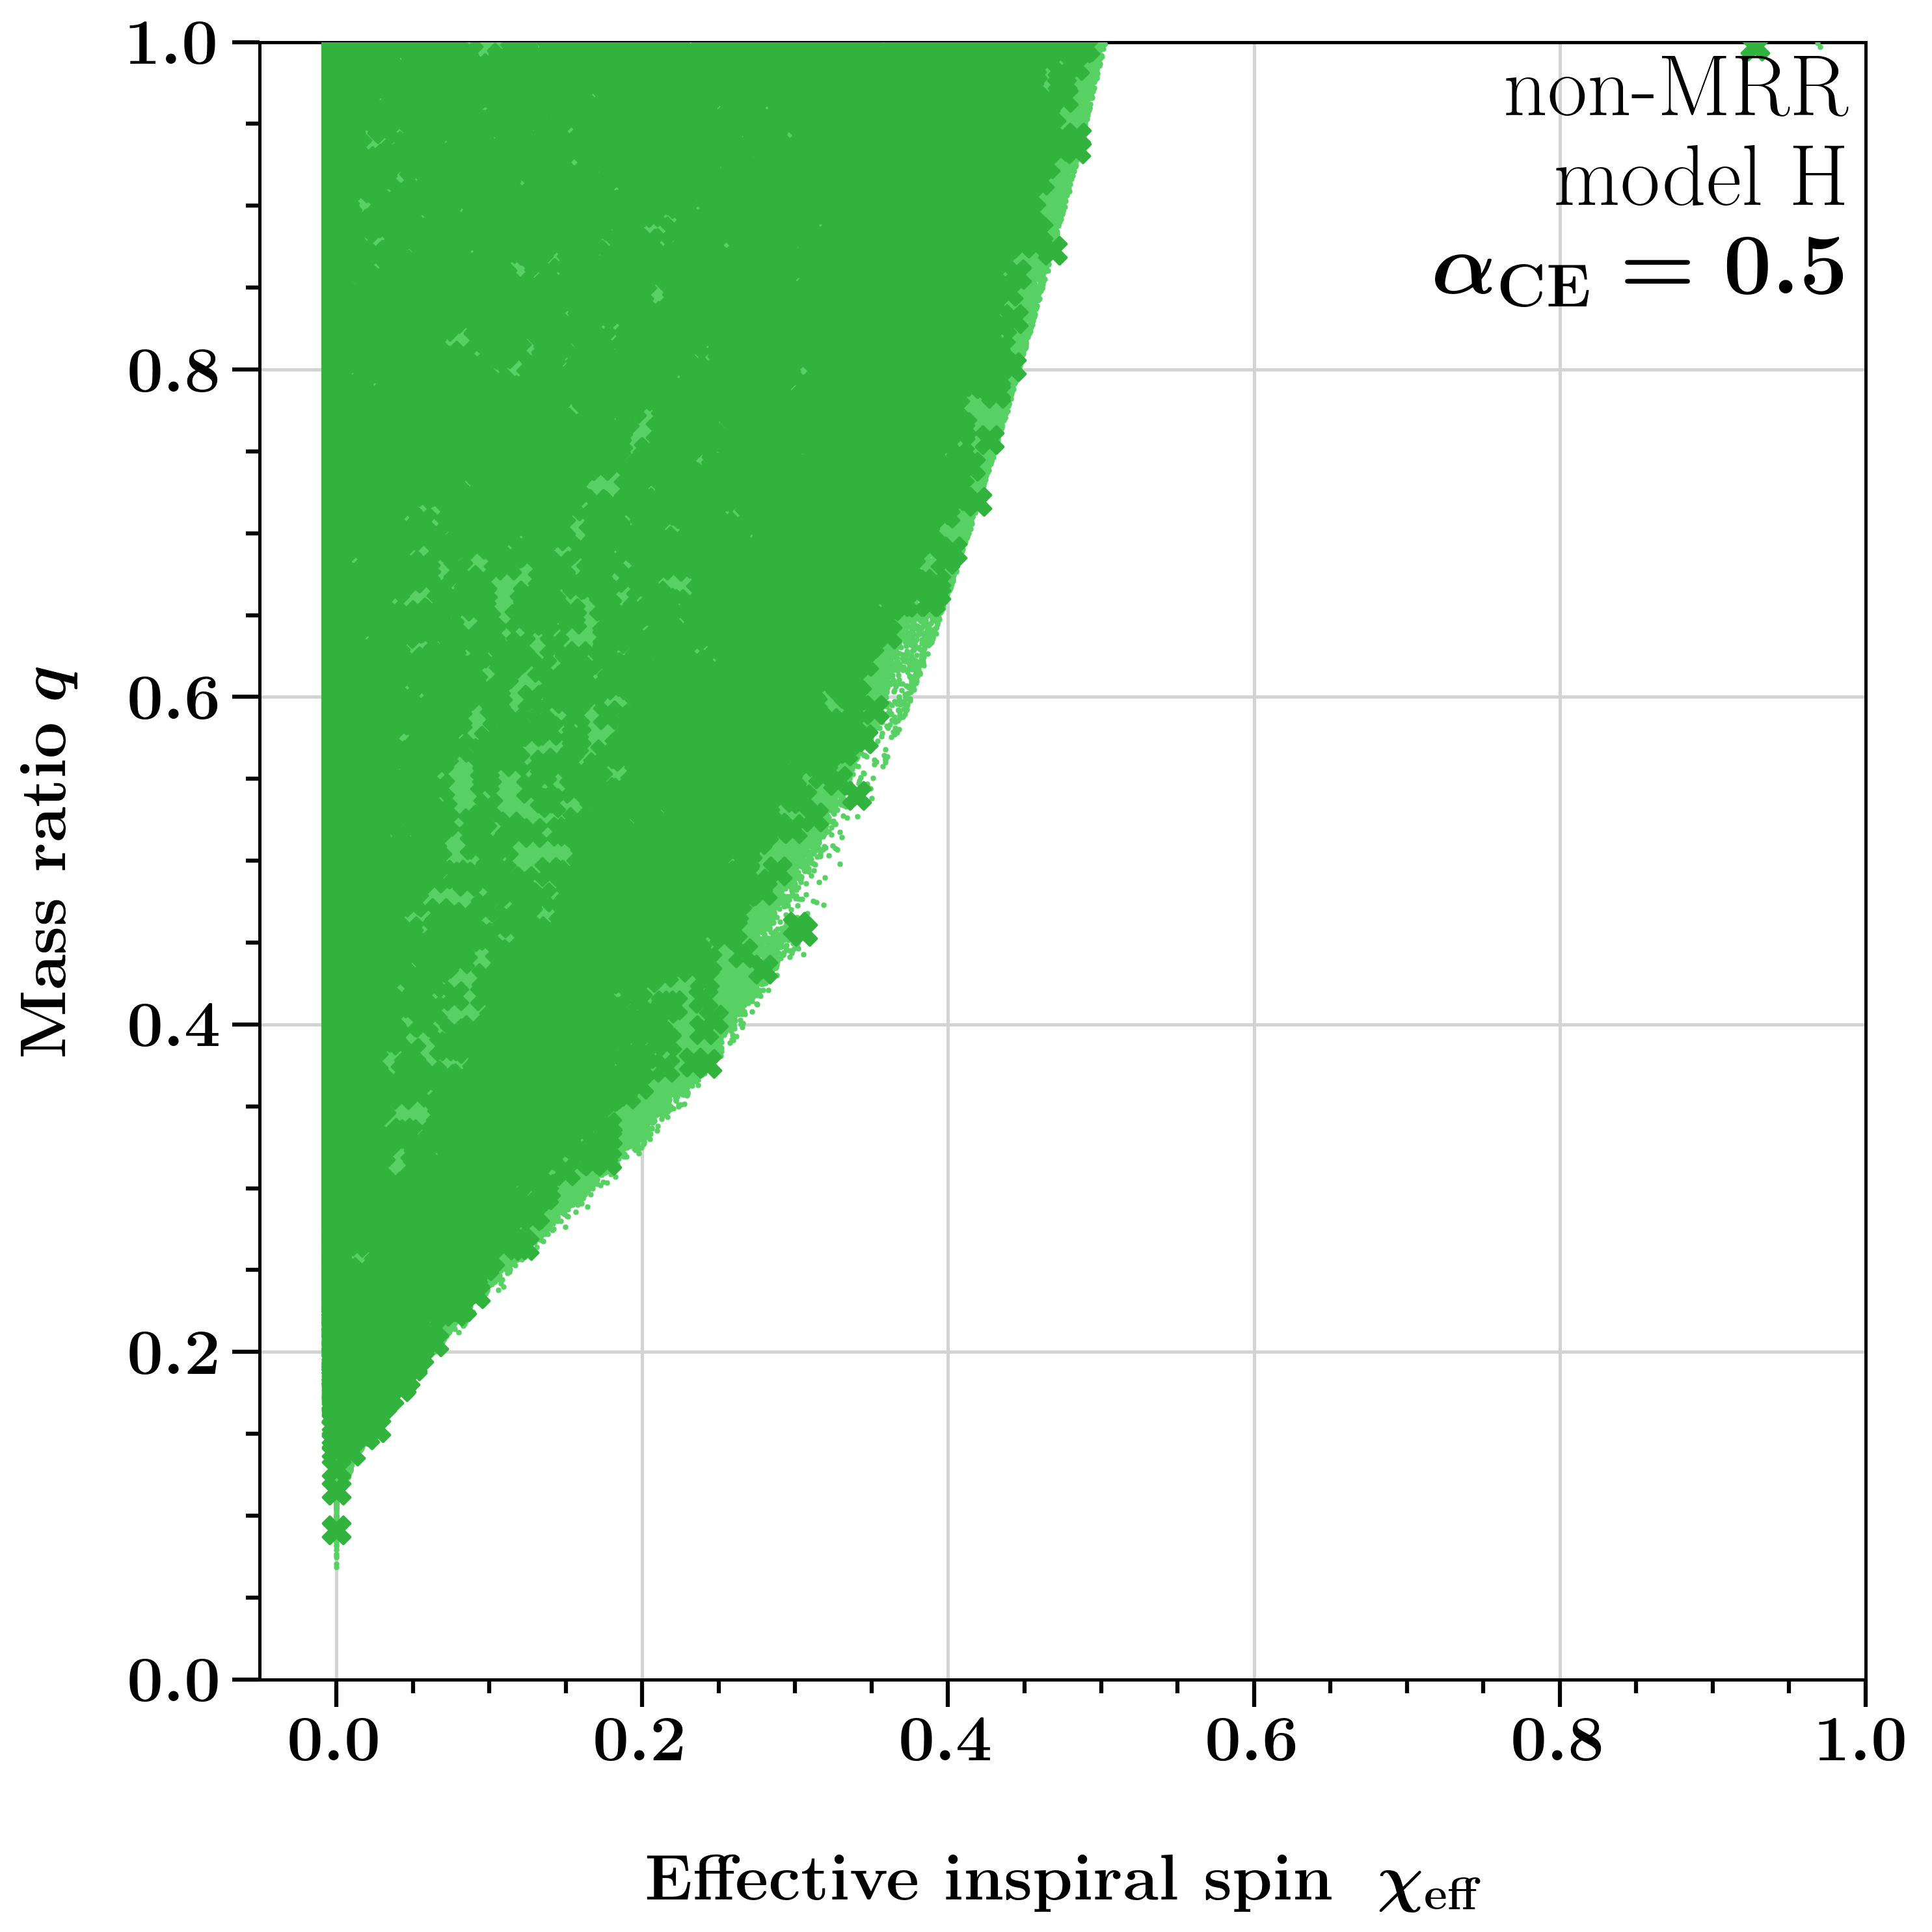 non-MRR
model H
α_CE = 0.5
1.0
0.8
0.6
0.4
0.2
0.0
Mass ratio q
0.0 0.2 0.4 0.6 0.8 1.0
Effective inspiral spin χ_eff